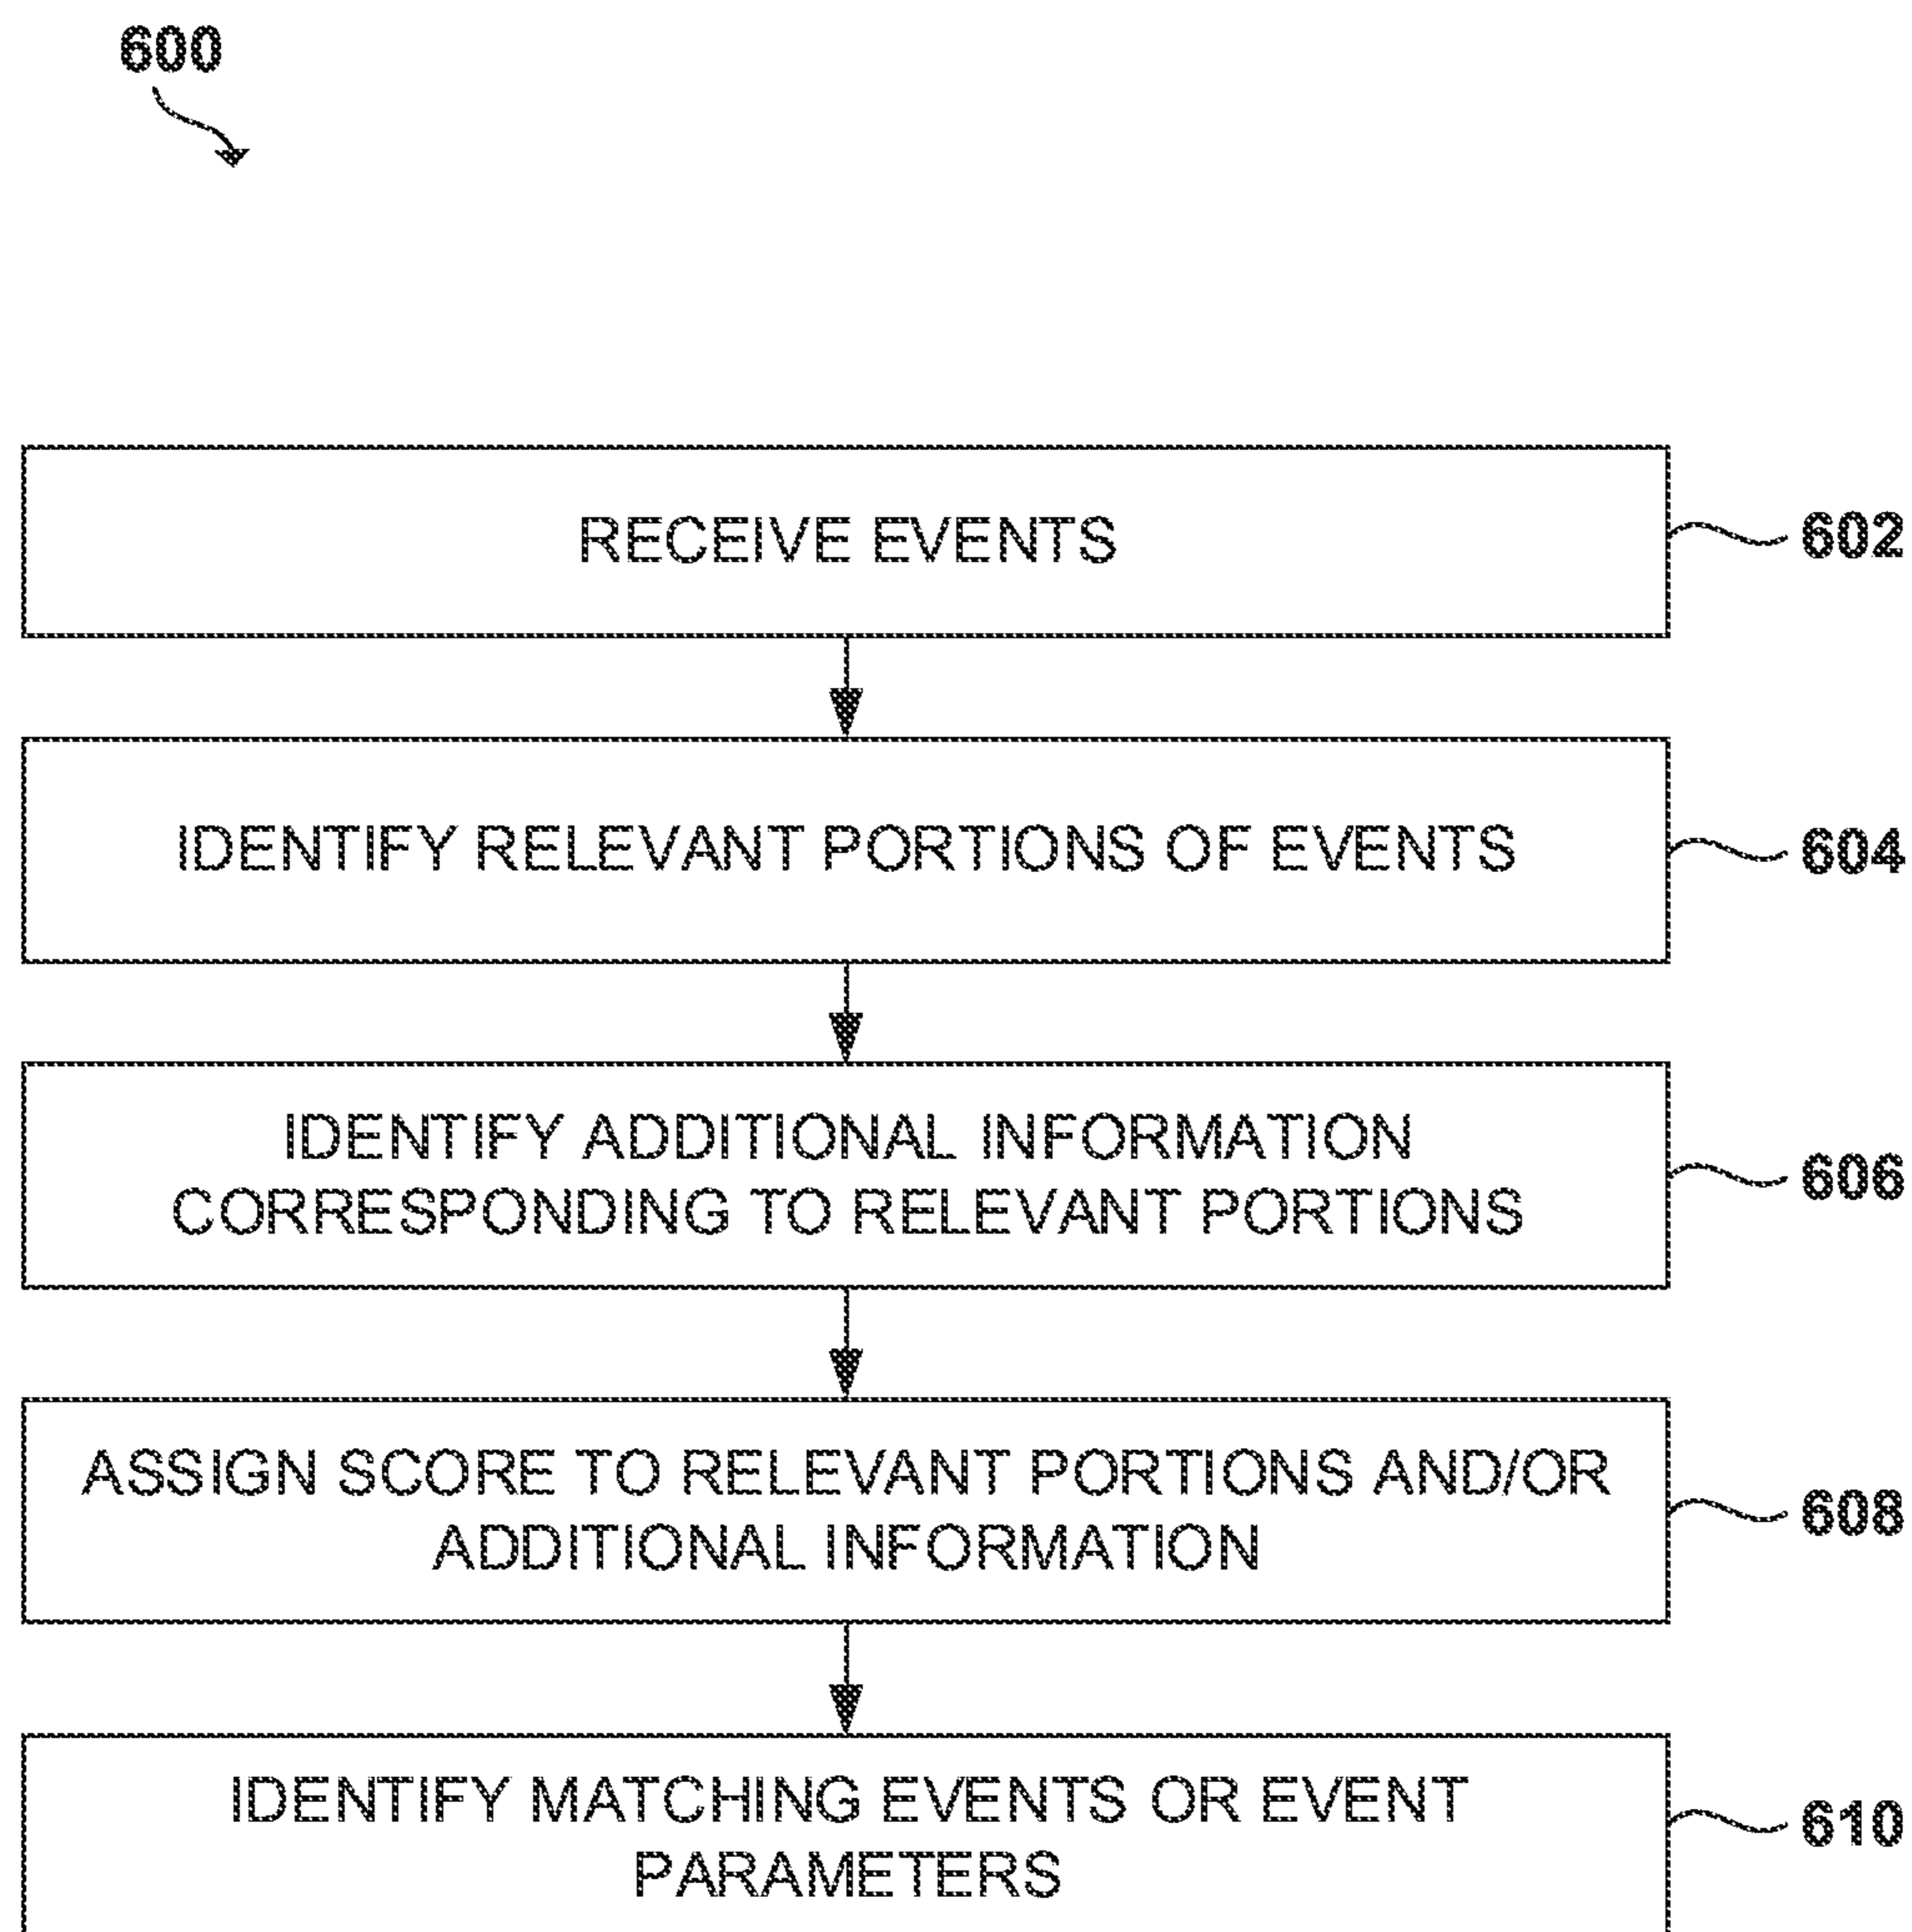 600
RECEIVE EVENTS
602
IDENTIFY RELEVANT PORTIONS OF EVENTS
604
IDENTIFY ADDITIONAL INFORMATION
CORRESPONDING TO RELEVANT PORTIONS
606
ASSIGN SCORE TO RELEVANT PORTIONS AND/OR
ADDITIONAL INFORMATION
608
IDENTIFY MATCHING EVENTS OR EVENT
PARAMETERS
610